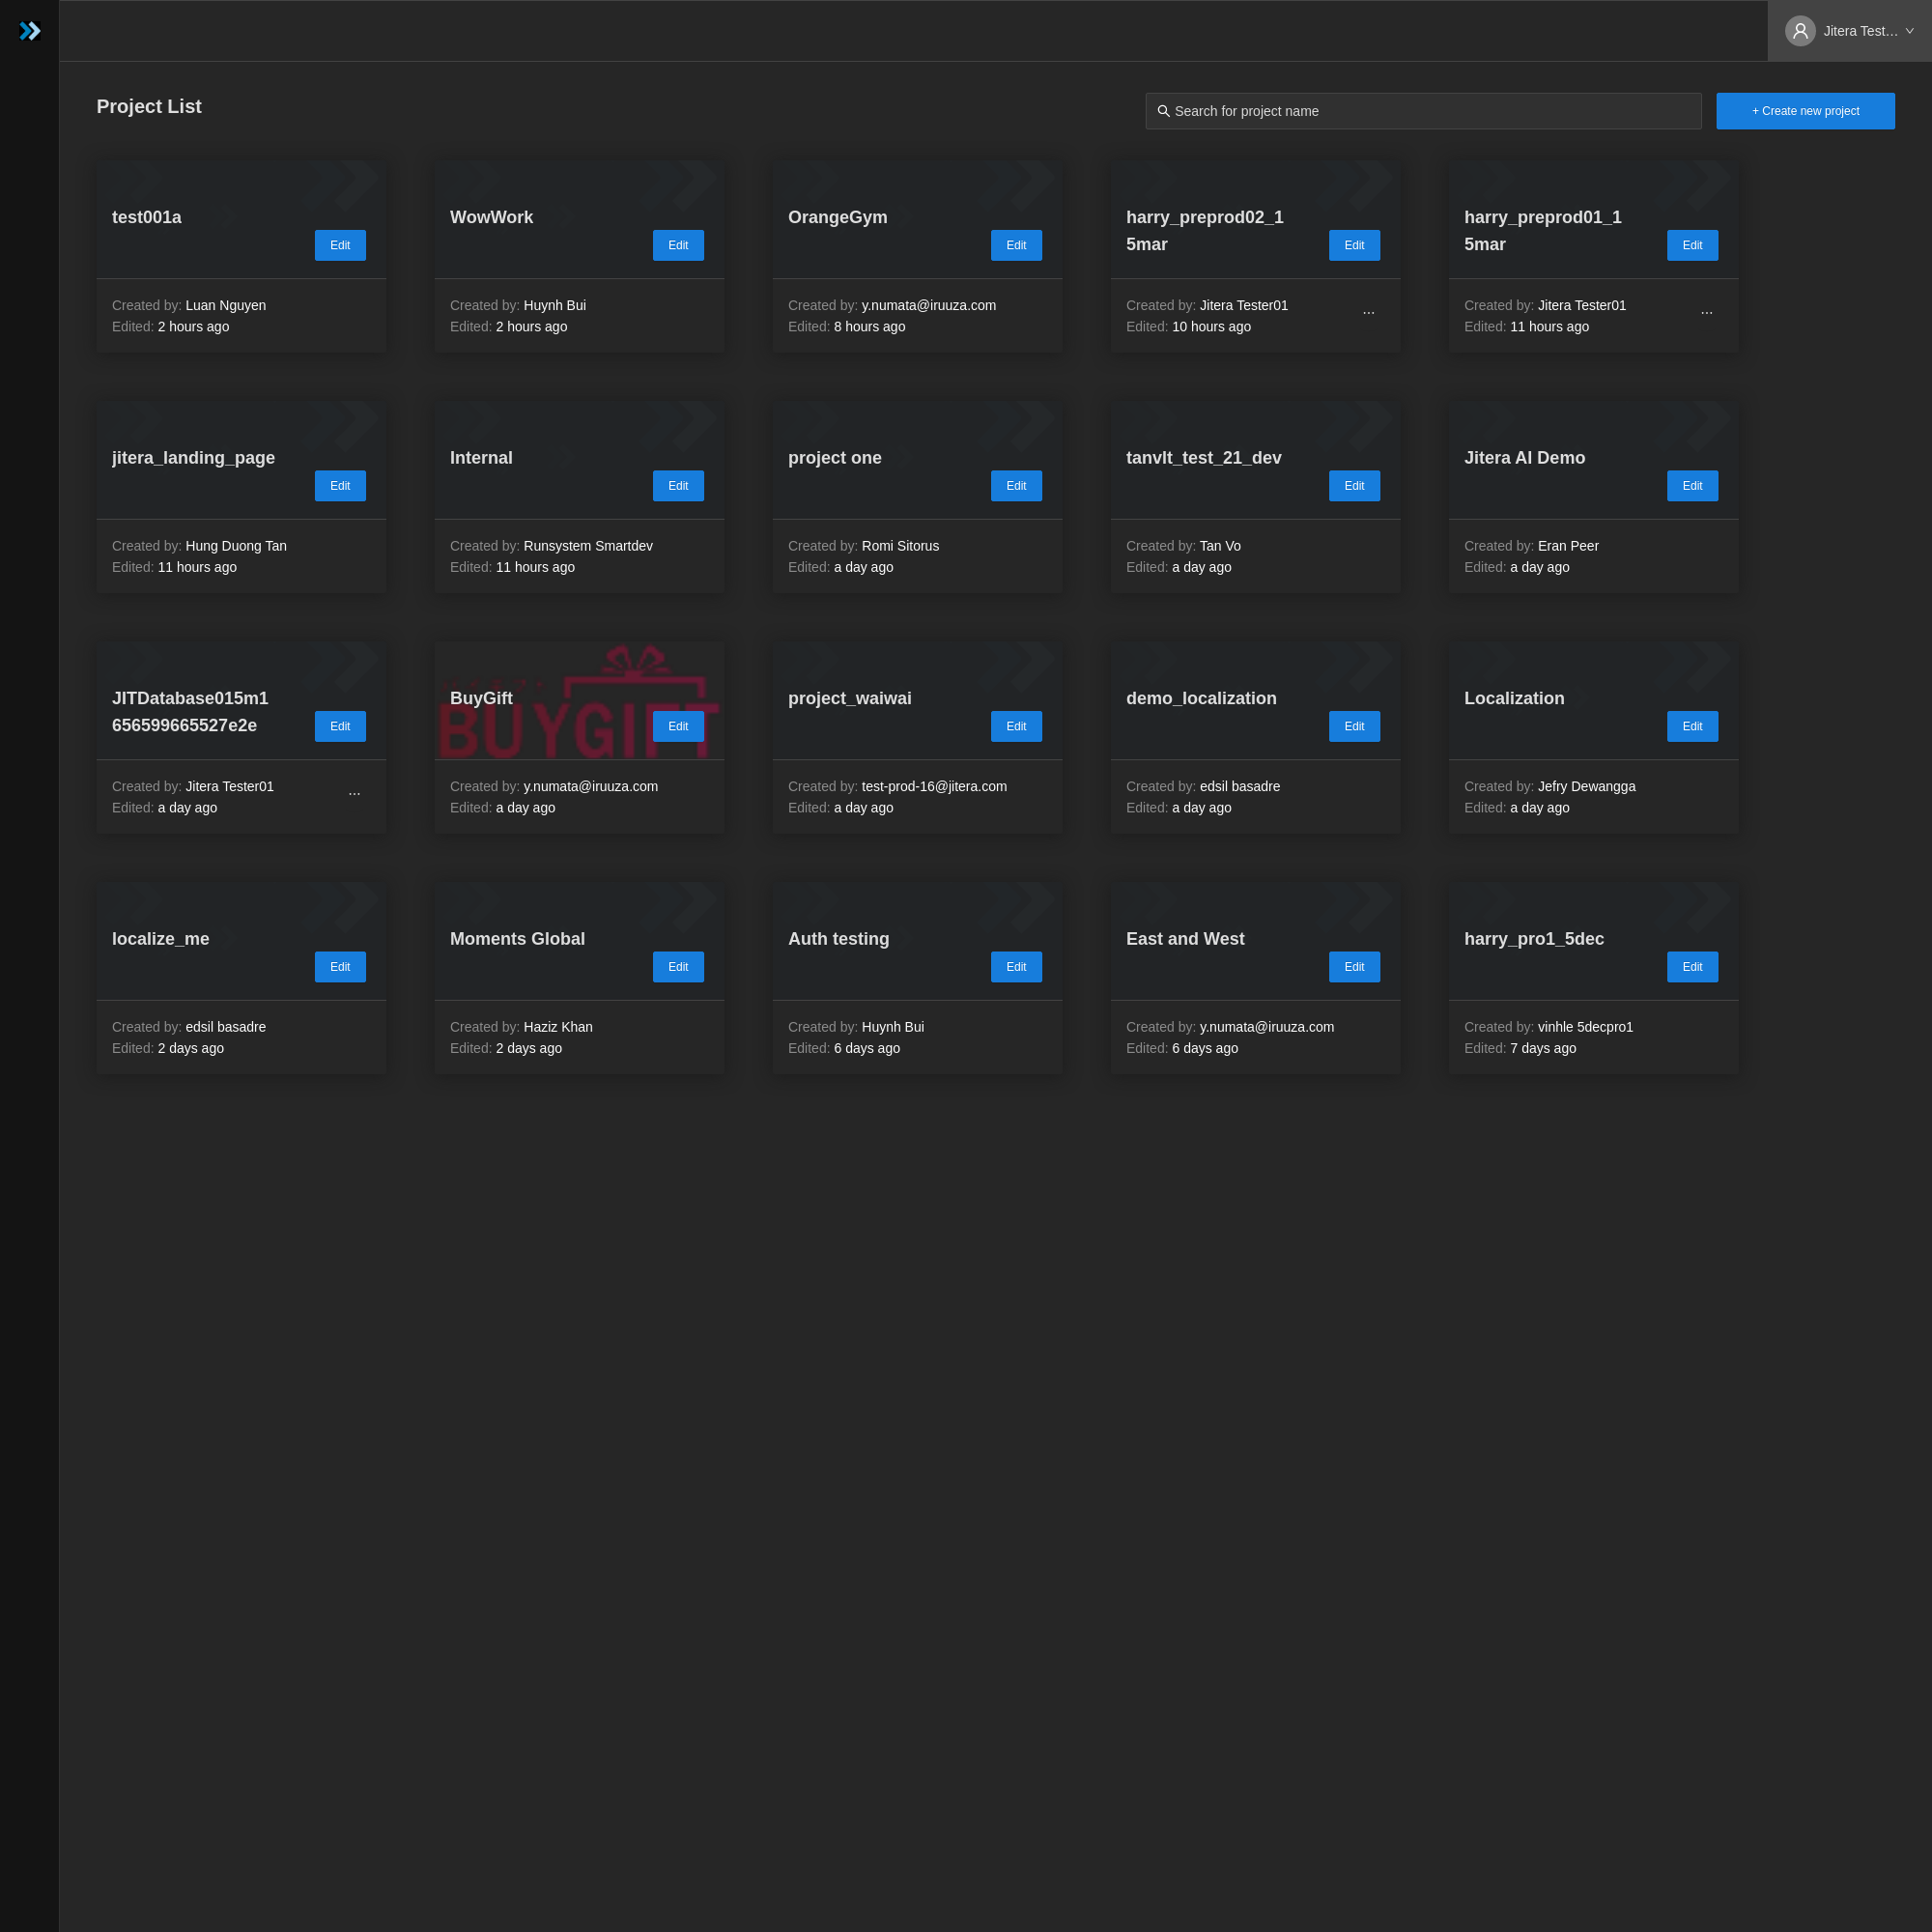 Jitera Test…
Project List
Search for project name
+ Create new project
test001a
Edit
Created by: Luan Nguyen
Edited: 2 hours ago
WowWork
Edit
Created by: Huynh Bui
Edited: 2 hours ago
OrangeGym
Edit
Created by: y.numata@iruuza.com
Edited: 8 hours ago
harry_preprod02_1
5mar
Edit
Created by: Jitera Tester01
Edited: 10 hours ago
...
harry_preprod01_1
5mar
Edit
Created by: Jitera Tester01
Edited: 11 hours ago
...
jitera_landing_page
Edit
Created by: Hung Duong Tan
Edited: 11 hours ago
Internal
Edit
Created by: Runsystem Smartdev
Edited: 11 hours ago
project one
Edit
Created by: Romi Sitorus
Edited: a day ago
tanvlt_test_21_dev
Edit
Created by: Tan Vo
Edited: a day ago
Jitera AI Demo
Edit
Created by: Eran Peer
Edited: a day ago
JITDatabase015m1
656599665527e2e
Edit
Created by: Jitera Tester01
Edited: a day ago
...
BuyGift
BUYGIFT
Edit
Created by: y.numata@iruuza.com
Edited: a day ago
project_waiwai
Edit
Created by: test-prod-16@jitera.com
Edited: a day ago
demo_localization
Edit
Created by: edsil basadre
Edited: a day ago
Localization
Edit
Created by: Jefry Dewangga
Edited: a day ago
localize_me
Edit
Created by: edsil basadre
Edited: 2 days ago
Moments Global
Edit
Created by: Haziz Khan
Edited: 2 days ago
Auth testing
Edit
Created by: Huynh Bui
Edited: 6 days ago
East and West
Edit
Created by: y.numata@iruuza.com
Edited: 6 days ago
harry_pro1_5dec
Edit
Created by: vinhle 5decpro1
Edited: 7 days ago